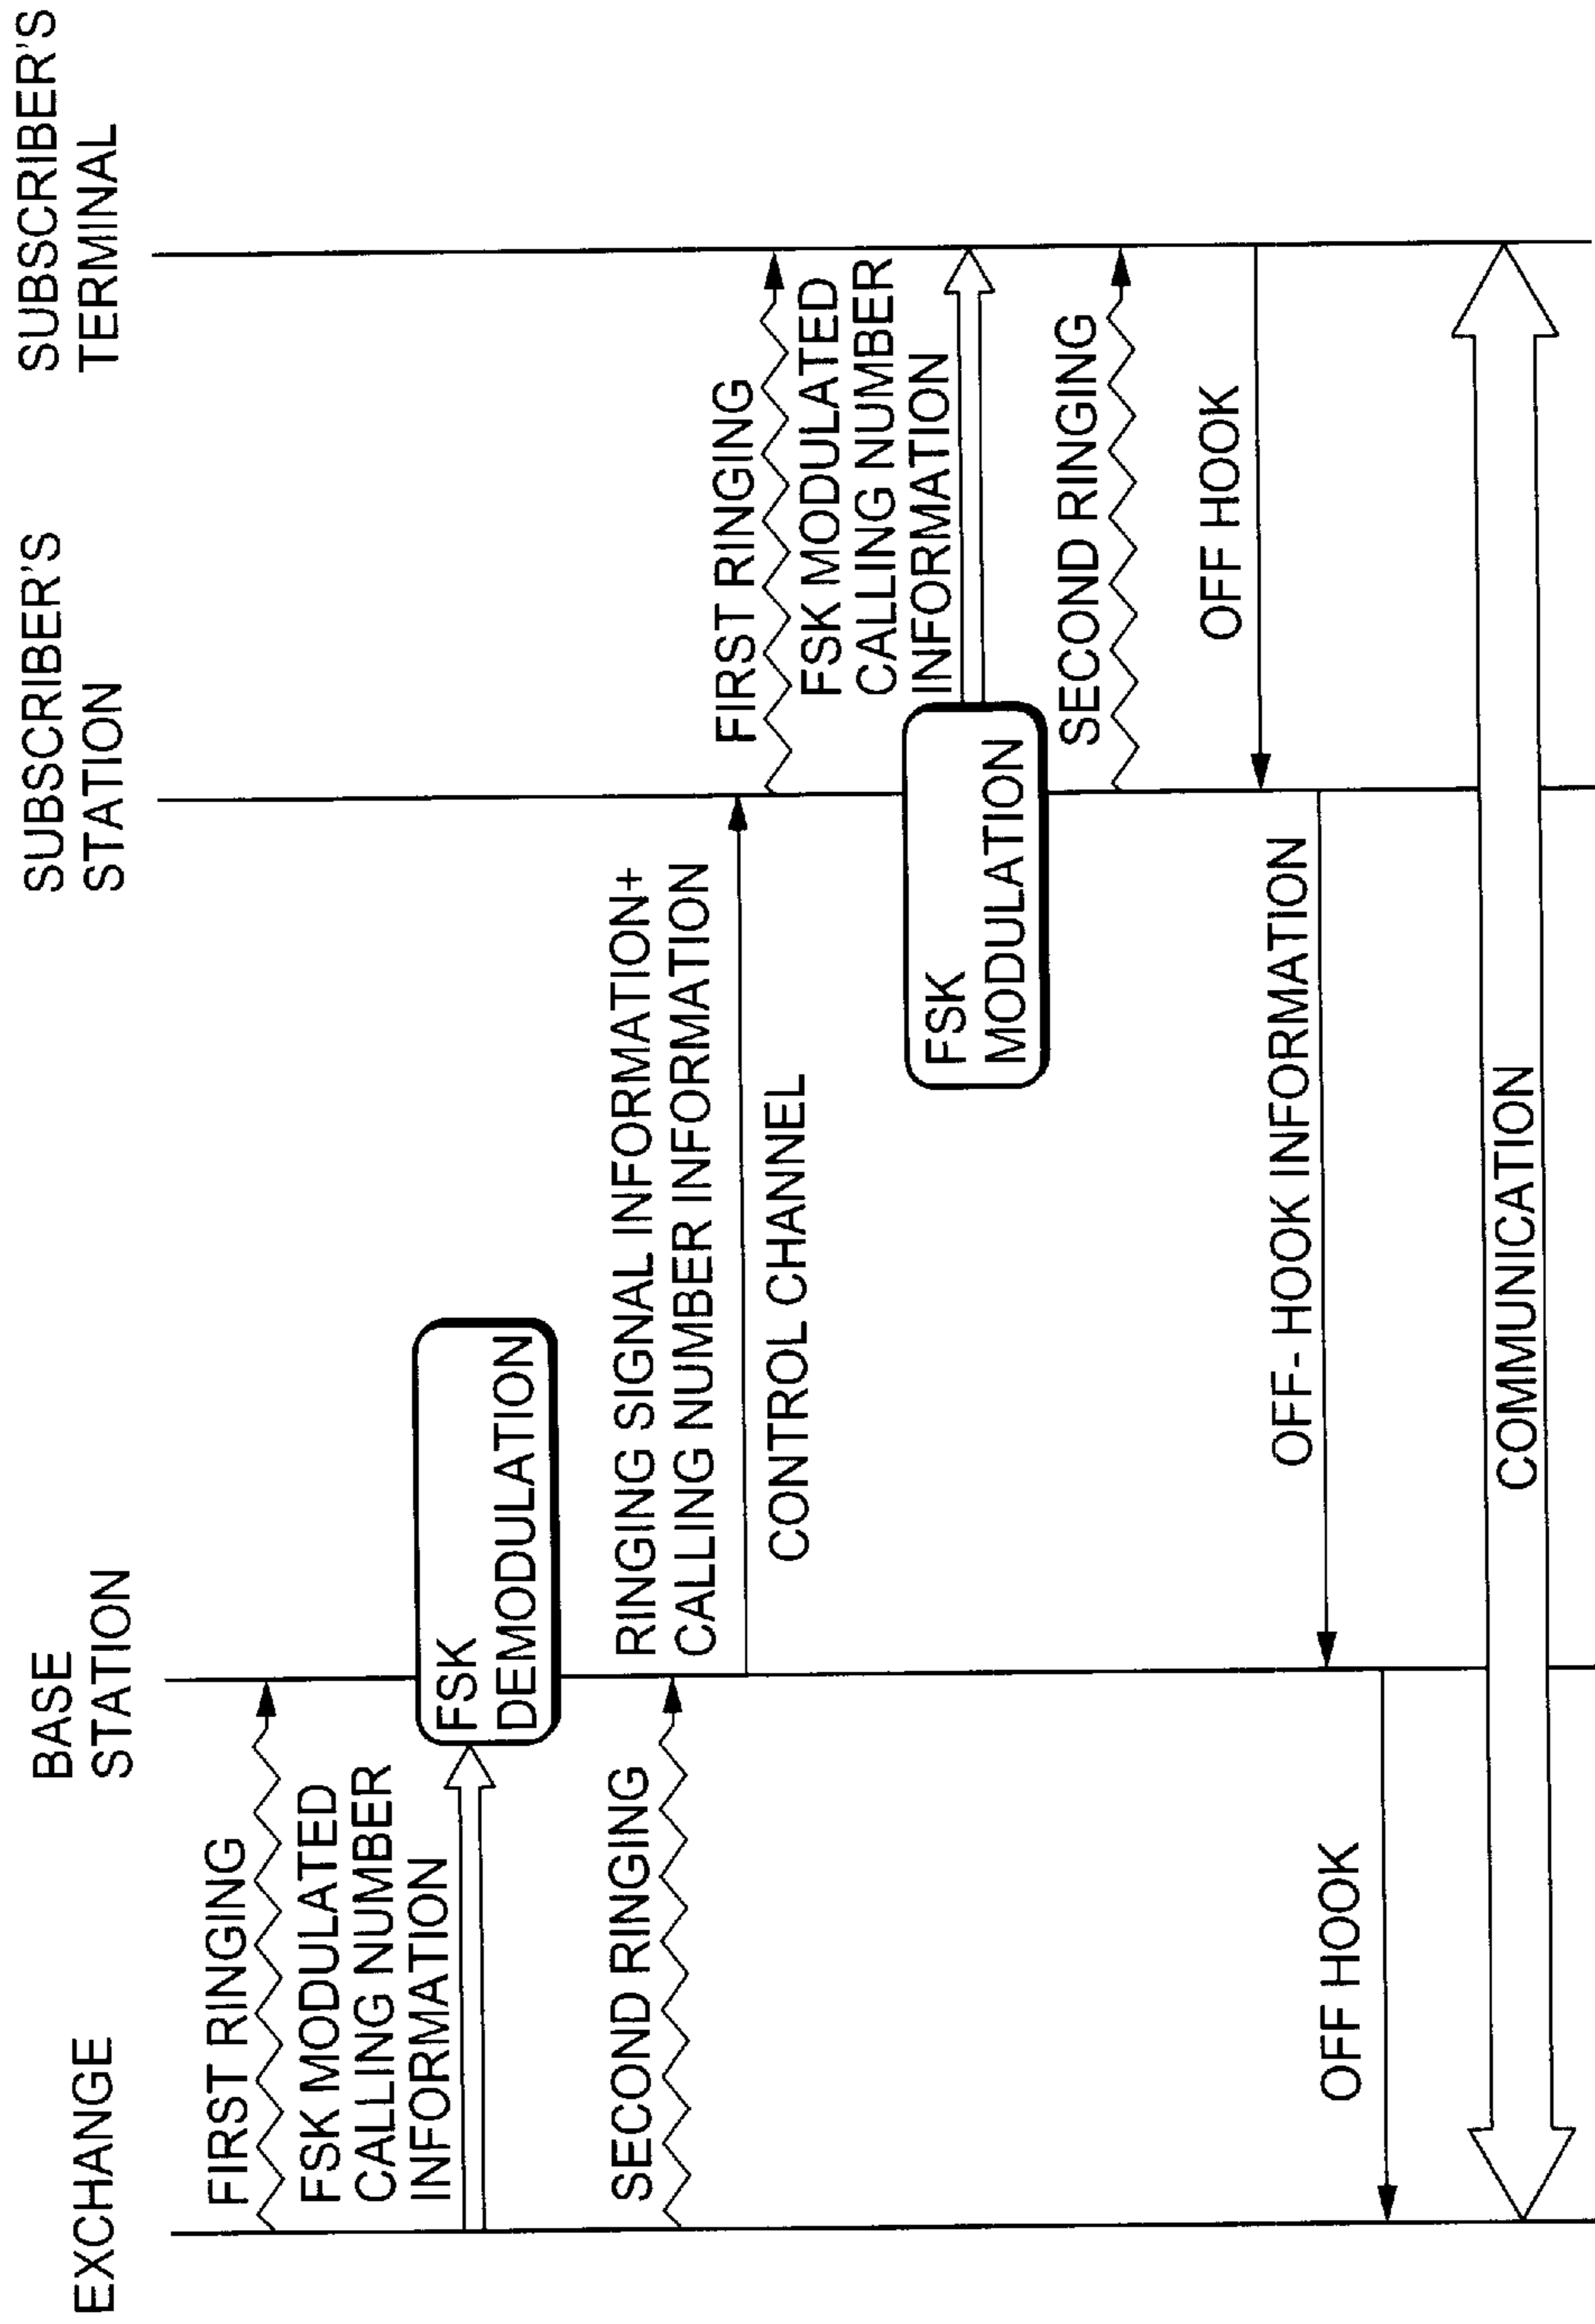 EXCHANGE
BASE
STATION
SUBSCRIBER'S
STATION
SUBSCRIBER'S
TERMINAL
FIRST RINGING
FSK MODULATED
CALLING NUMBER
INFORMATION
FSK
DEMODULATION
SECOND RINGING
RINGING SIGNAL INFORMATION+
CALLING NUMBER INFORMATION
CONTROL CHANNEL
FIRST RINGING
FSK MODULATED
CALLING NUMBER
INFORMATION
FSK
MODULATION
SECOND RINGING
OFF HOOK
OFF- HOOK INFORMATION
OFF HOOK
COMMUNICATION